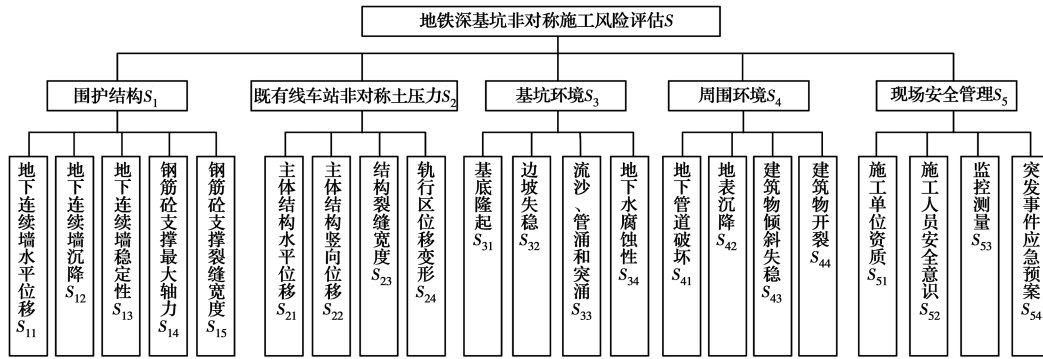 地铁深基坑非对称施工风险评估S
围护结构S₁
既有线车站非对称土压力S₂
基坑环境S₃
周围环境S₄
现场安全管理S₅
地下连续墙水平位移S₁₁
地下连续墙沉降S₁₂
地下连续墙稳定性S₁₃
钢筋砼支撑最大轴力S₁₄
钢筋砼支撑裂缝宽度S₁₅
主体结构水平位移S₂₁
主体结构竖向位移S₂₂
结构裂缝宽度S₂₃
轨行区位移变形S₂₄
基底隆起S₃₁
边坡失稳S₃₂
流沙、管涌和突涌S₃₃
地下水腐蚀性S₃₄
地下管道破坏S₄₁
地表沉降S₄₂
建筑物倾斜失稳S₄₃
建筑物开裂S₄₄
施工单位资质S₅₁
施工人员安全意识S₅₂
监控测量S₅₃
突发事件应急预案S₅₄